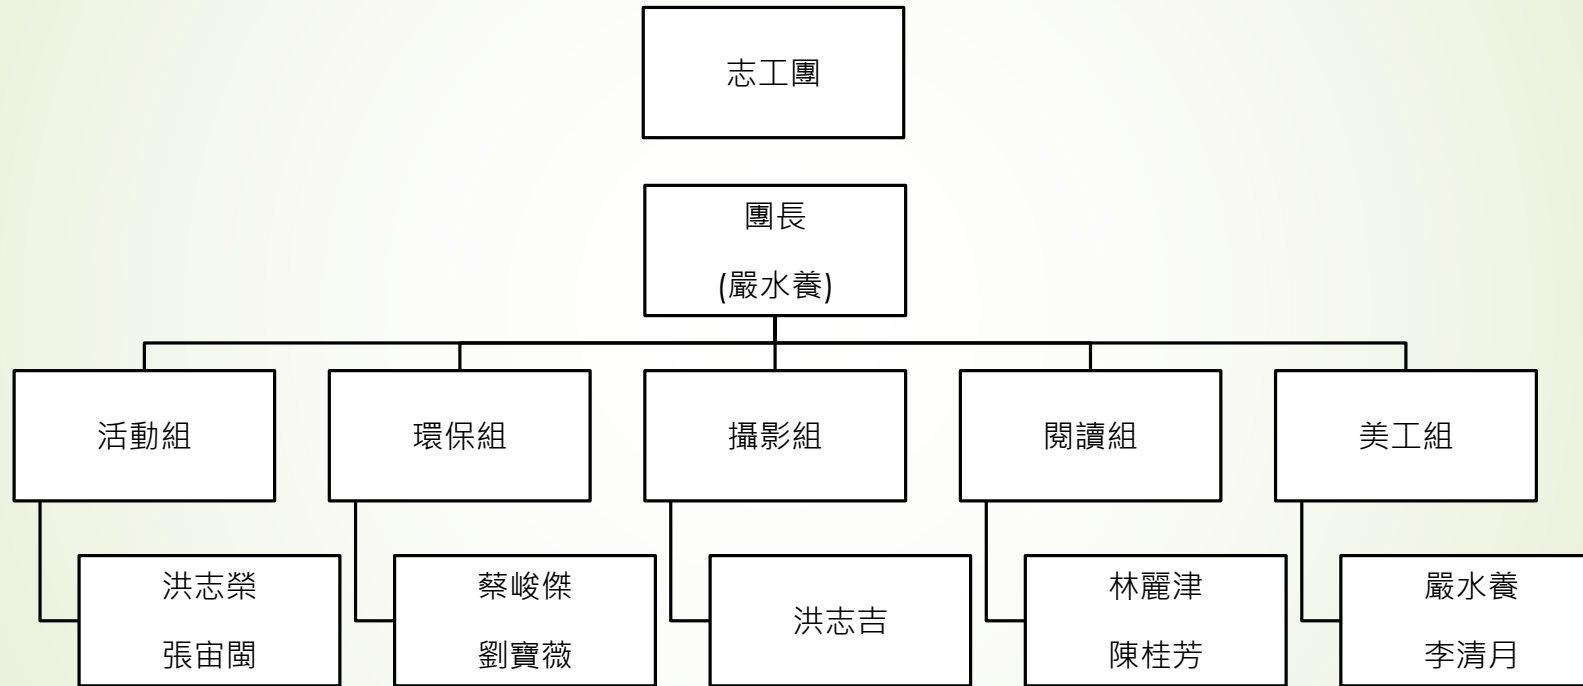 志工團
團長
(嚴水養)
活動組
環保組
攝影組
閱讀組
美工組
洪志榮
張宙閩
蔡峻傑
劉寶薇
洪志吉
林麗津
陳桂芳
嚴水養
李清月